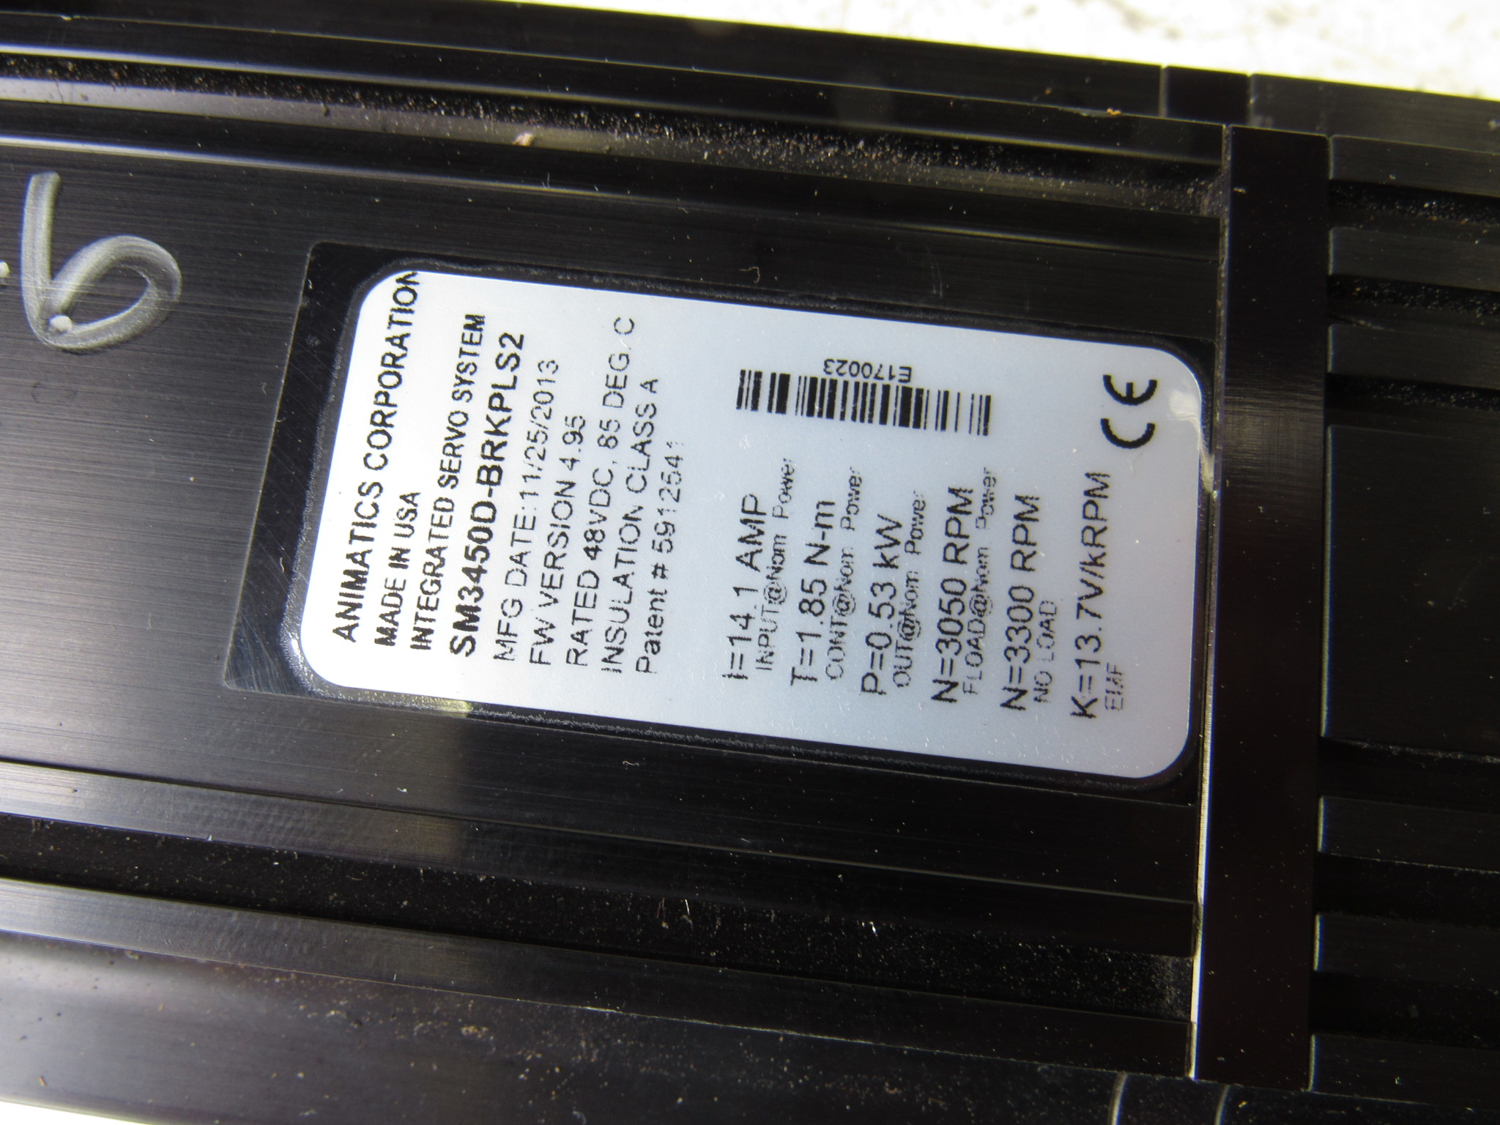 ANIMATICS CORPORATION
MADE IN USA
INTEGRATED SERVO SYSTEM
SM3450D-BRKPLS2
MFG DATE:11/25/2013
FW VERSION 4.95
RATED 48VDC, 85 DEG. C
INSULATION CLASS A
Patent # 5912541
I=14.1 AMP
INPUT@Nom Power
T=1.85 N-m
CONT@Nom Power
P=0.53 kW
OUT@Nom Power
N=3050 RPM
FLOAD@Nom Power
N=3300 RPM
NO LOAD
K=13.7V/kRPM
EMF
E170023
CE